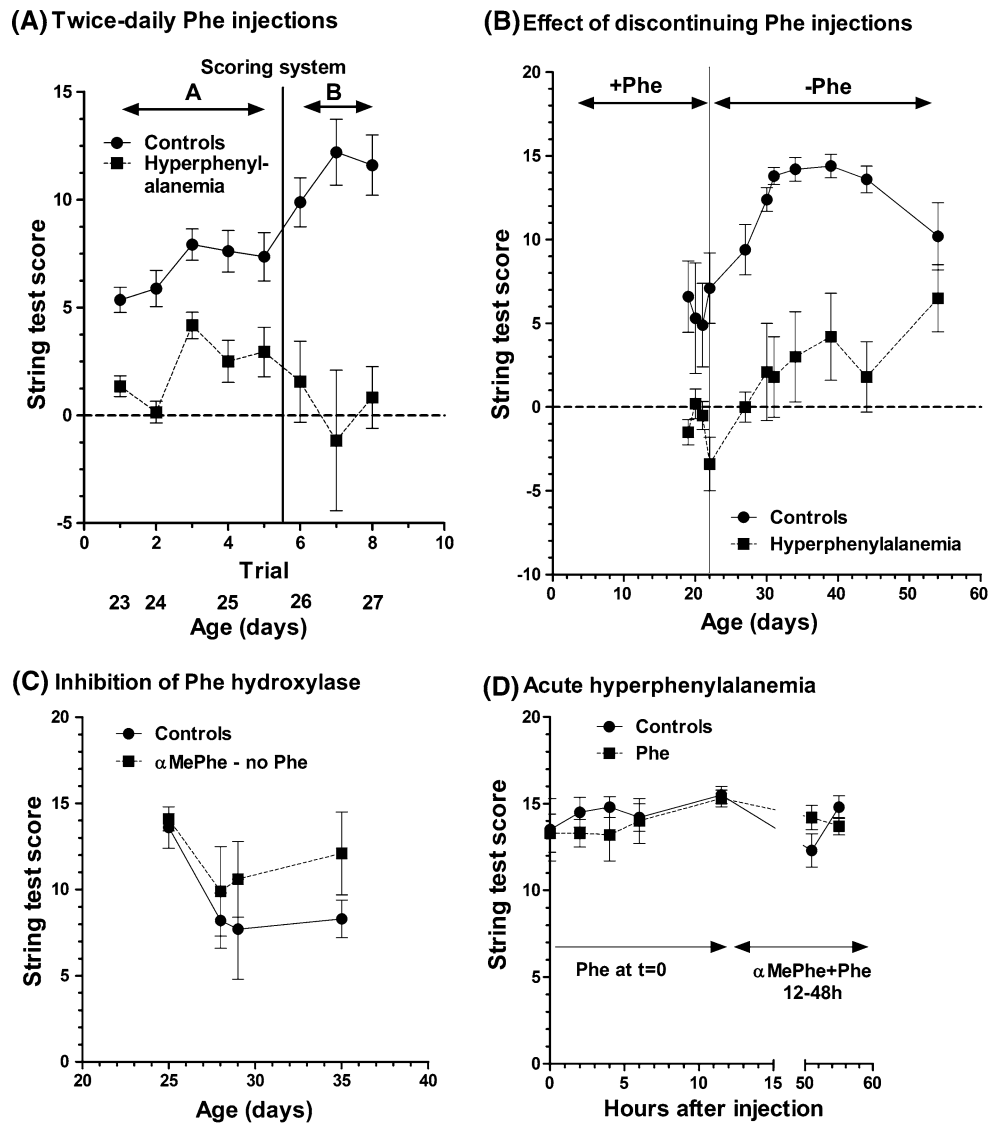 (A) Twice-daily Phe injections
Scoring system
A
B
Controls
Hyperphenyl-
alanemia
String test score
15
10
5
0
-5
0 2 4 6 8 10
Trial
23 24 25 26 27
Age (days)
(B) Effect of discontinuing Phe injections
+Phe
-Phe
String test score
20
15
10
5
0
-5
-10
Controls
Hyperphenylalanemia
0 10 20 30 40 50 60
Age (days)
(C) Inhibition of Phe hydroxylase
Controls
αMePhe - no Phe
String test score
20
15
10
5
0
20 25 30 35 40
Age (days)
(D) Acute hyperphenylalanemia
Controls
Phe
String test score
20
15
10
5
0
Phe at t=0
αMePhe+Phe
12-48h
0 5 10 15 50 60
Hours after injection